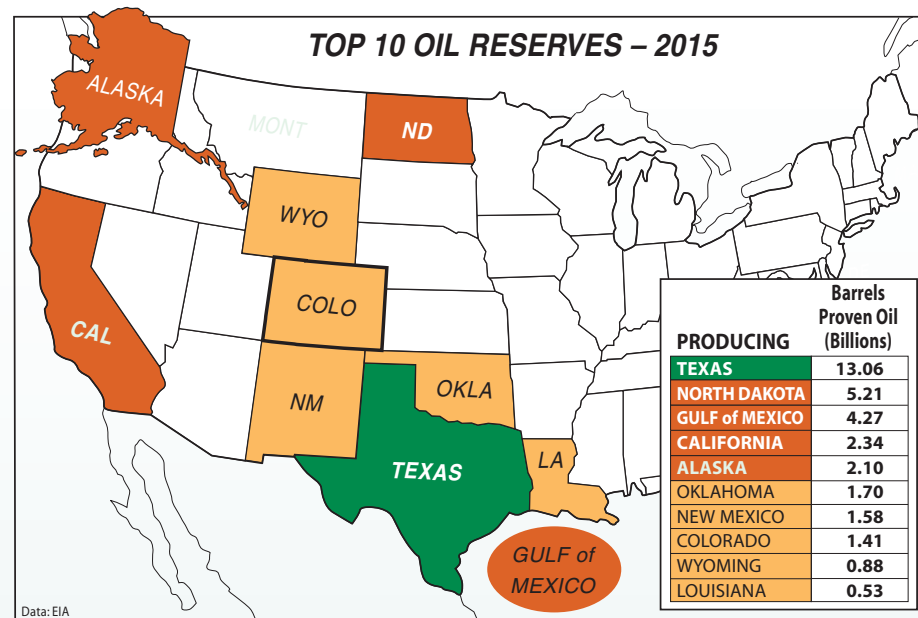 TOP 10 OIL RESERVES – 2015
ALASKA
MONT
ND
WYO
COLO
CAL
NM
OKLA
TEXAS
LA
GULF of
MEXICO
Barrels
Proven Oil
PRODUCING (Billions)
TEXAS 13.06
NORTH DAKOTA 5.21
GULF of MEXICO 4.27
CALIFORNIA 2.34
ALASKA 2.10
OKLAHOMA 1.70
NEW MEXICO 1.58
COLORADO 1.41
WYOMING 0.88
LOUISIANA 0.53
Data: EIA